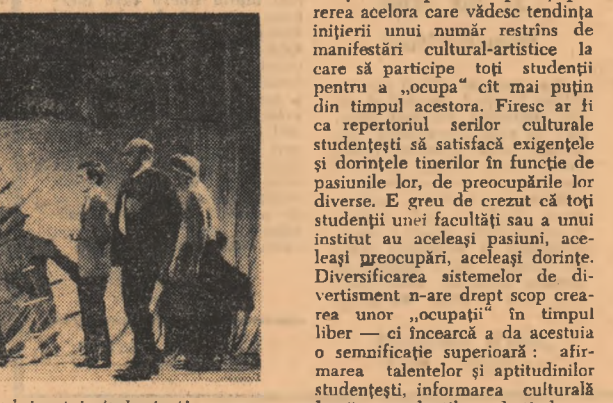 rerea acelora care vădesc tendința
inițierii unui număr restrîns de
manifestări cultural-artistice la
care să participe toți studenții
pentru a „ocupa“ cît mai puțin
din timpul acestora. Firesc ar fi
ca repertoriul serilor culturale
studențești să satisfacă exigențele
și dorințele tinerilor în funcție de
pasiunile lor, de preocupările lor
diverse. E greu de crezut că toți
studenții unei facultăți sau a unui
institut au aceleași pasiuni, ace-
leași preocupări, aceleași dorințe.
Diversificarea sistemelor de di-
vertisment n-are drept scop crea-
rea unor „ocupații“ în timpul
liber — ci încearcă a da acestuia
o semnificație superioară : afir-
marea talentelor și aptitudinilor
studențești, informarea culturală